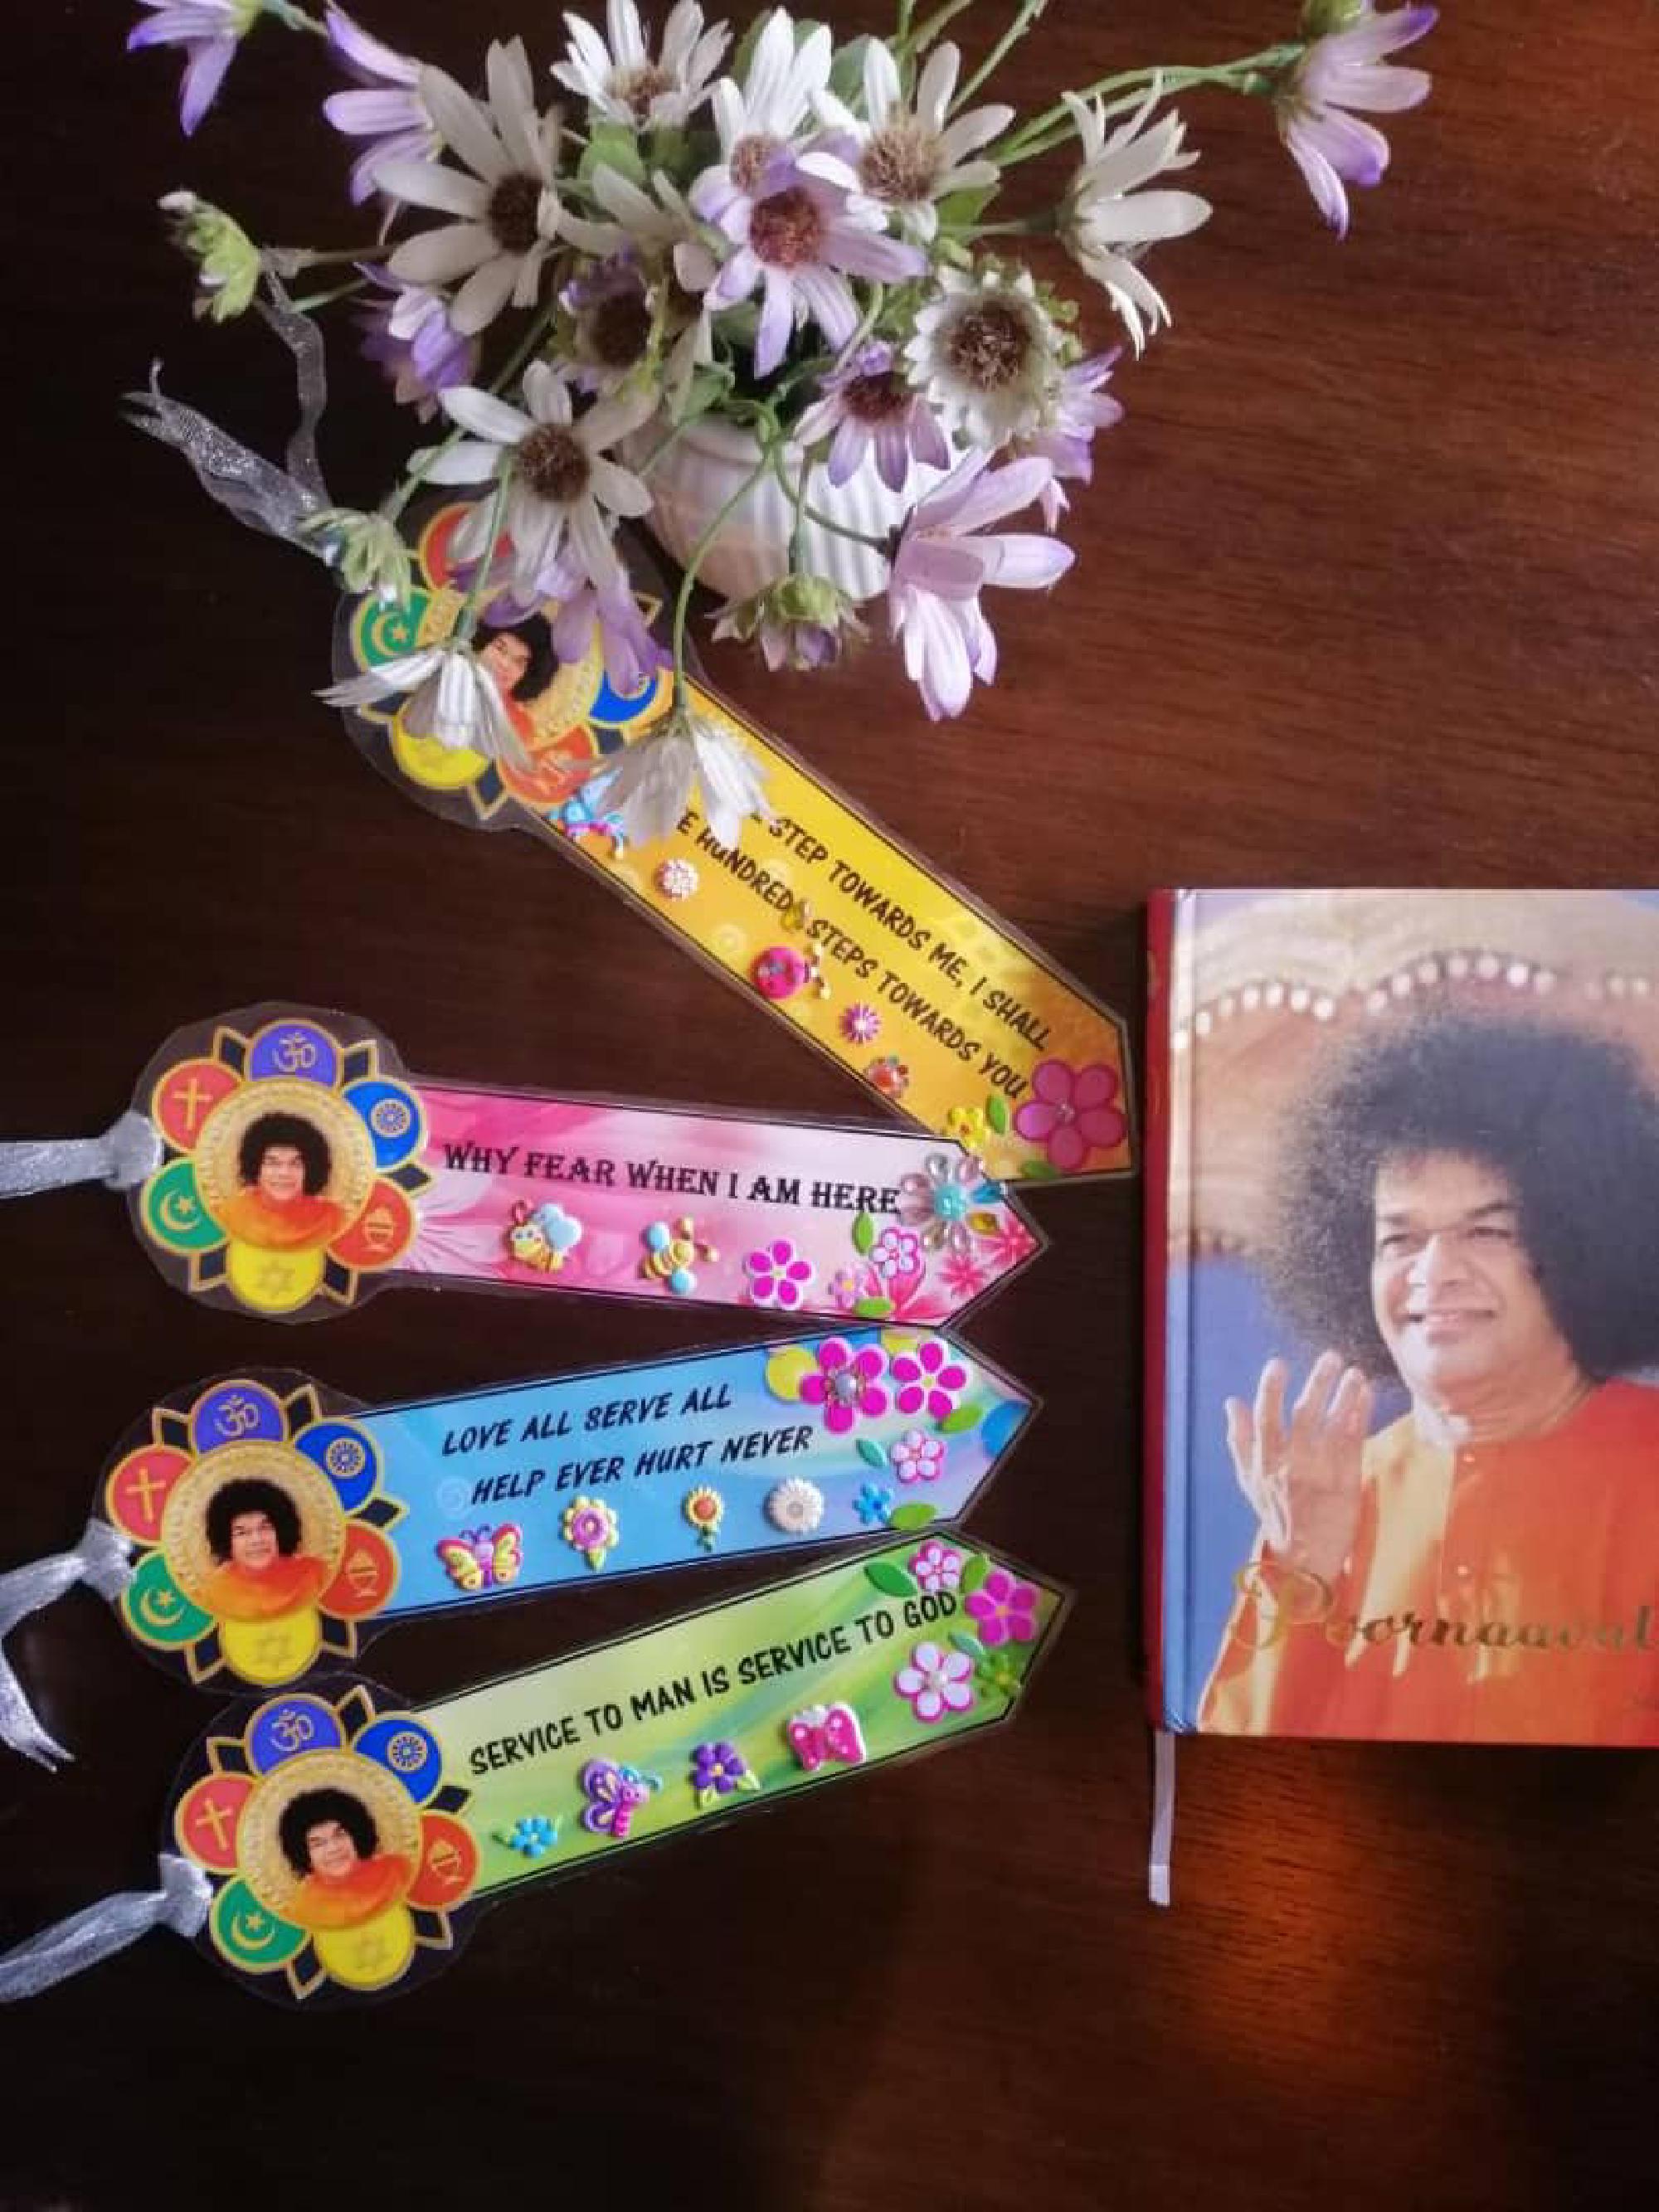 STEP TOWARDS ME, I SHALL
HUNDRED STEPS TOWARDS YOU
WHY FEAR WHEN I AM HERE
LOVE ALL SERVE ALL
HELP EVER HURT NEVER
SERVICE TO MAN IS SERVICE TO GOD
ॐ
ॐ
ॐ
Poornaavat